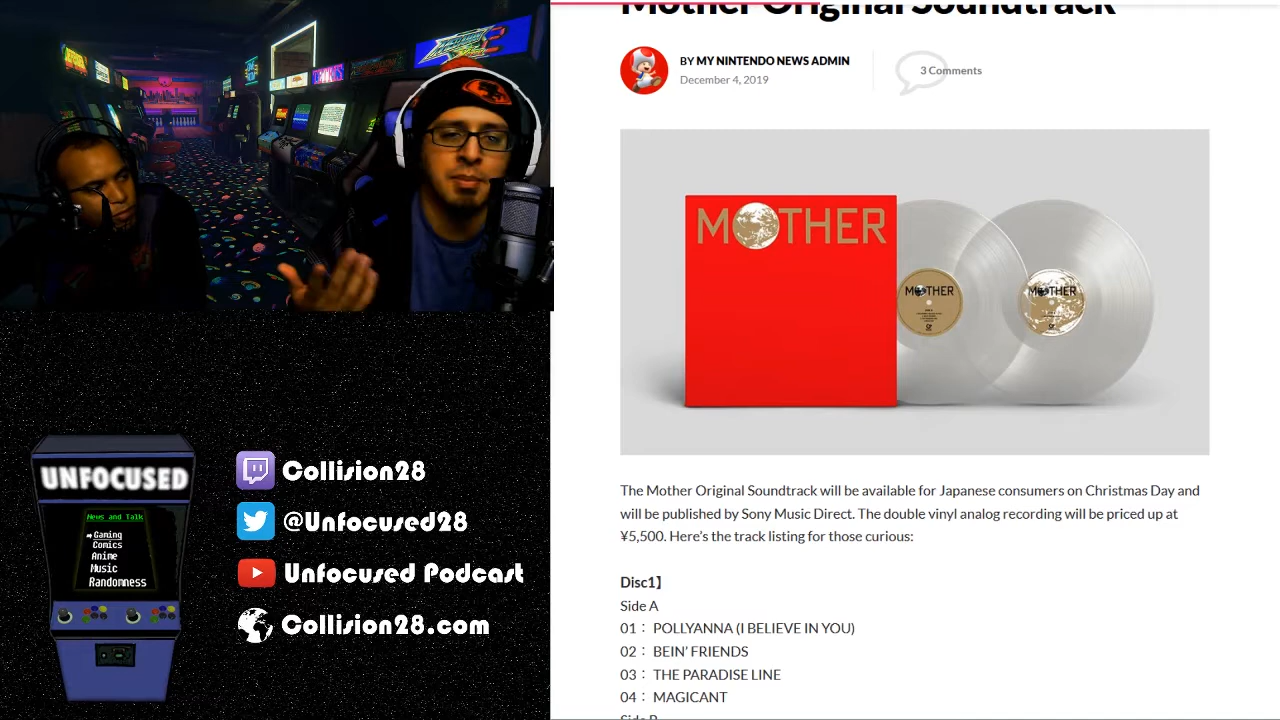 Mother Original Soundtrack
BY MY NINTENDO NEWS ADMIN
December 4, 2019
3 Comments
MOTHER
MOTHER
MOTHER
The Mother Original Soundtrack will be available for Japanese consumers on Christmas Day and
will be published by Sony Music Direct. The double vinyl analog recording will be priced up at
¥5,500. Here's the track listing for those curious:
Disc1】
Side A
01： POLLYANNA (I BELIEVE IN YOU)
02： BEIN’ FRIENDS
03： THE PARADISE LINE
04： MAGICANT
Side B
UNFOCUSED
News and Talk
Gaming
Comics
Anime
Music
Randomness
Collision28
@Unfocused28
Unfocused Podcast
Collision28.com
TETRIS